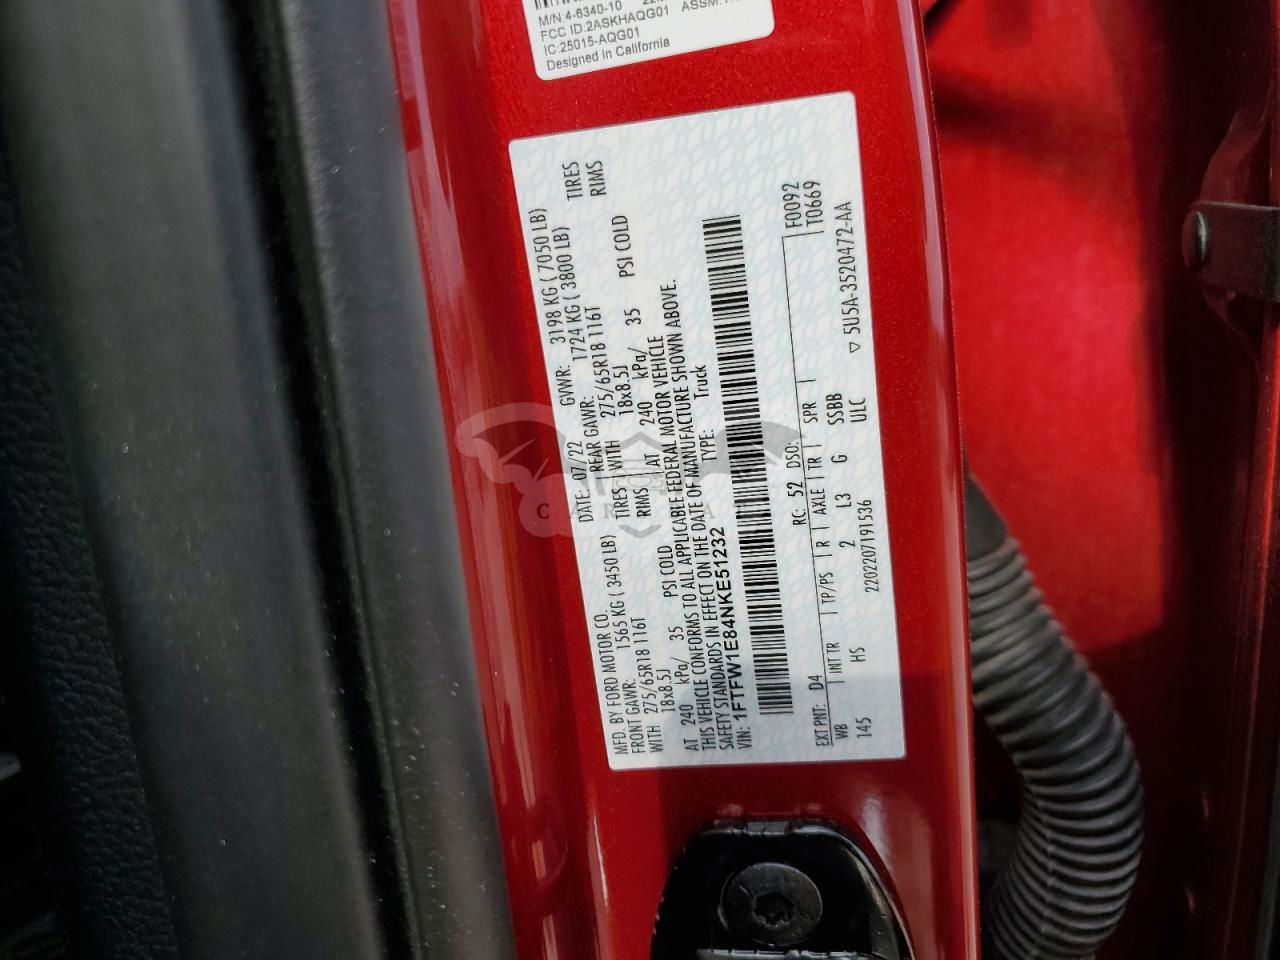 M/N:4-8340-10
FCC ID:2ASKHAQG01
IC:25015-AQG01
Designed in California
MFD. BY FORD MOTOR CO.
DATE: 07/22 GVWR: 3198 KG ( 7050 LB)
FRONT GAWR: 1565 KG ( 3450 LB) REAR GAWR: 1724 KG ( 3800 LB)
WITH 275/65R18 116T TIRES WITH 275/65R18 116T TIRES
18x8.5J RIMS 18x8.5J RIMS
AT 240 kPa/ 35 PSI COLD AT 240 kPa/ 35 PSI COLD
THIS VEHICLE CONFORMS TO ALL APPLICABLE FEDERAL MOTOR VEHICLE
SAFETY STANDARDS IN EFFECT ON THE DATE OF MANUFACTURE SHOWN ABOVE.
VIN: 1FTFW1E84NKE51232 TYPE: Truck
F0092
T0669
EXT PNT: D4 RC: 52 DSO:
WB INT TR TP/PS R AXLE TR SPR
145 HS 2 L3 G SSBB
2202207191536 ULC
▽ 5U5A-3520472-AA